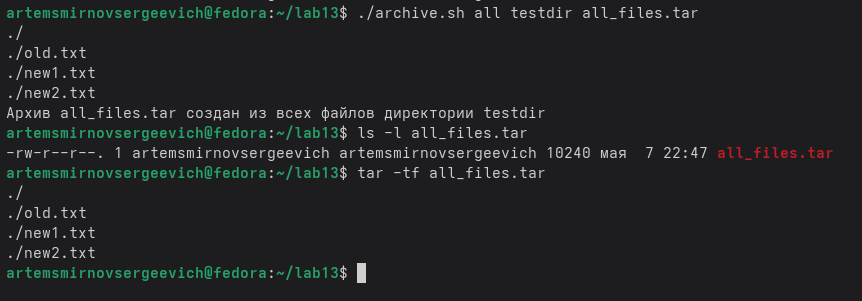 artemsmirnovsergeevich@fedora:~/lab13$ ./archive.sh all testdir all_files.tar
./
./old.txt
./new1.txt
./new2.txt
Архив all_files.tar создан из всех файлов директории testdir
artemsmirnovsergeevich@fedora:~/lab13$ ls -l all_files.tar
-rw-r--r--. 1 artemsmirnovsergeevich artemsmirnovsergeevich 10240 мая  7 22:47 all_files.tar
artemsmirnovsergeevich@fedora:~/lab13$ tar -tf all_files.tar
./
./old.txt
./new1.txt
./new2.txt
artemsmirnovsergeevich@fedora:~/lab13$